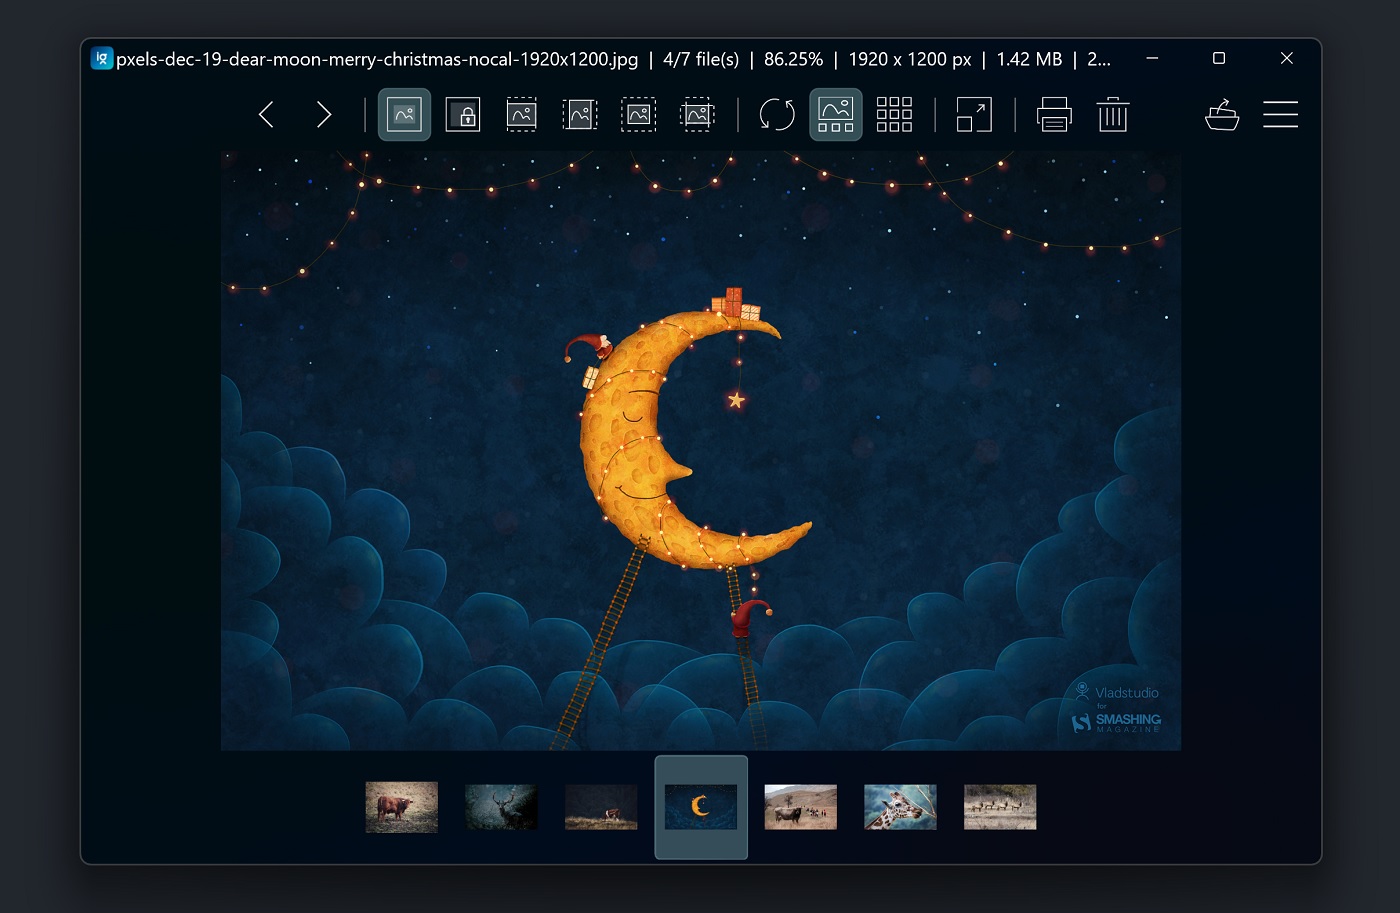 ig
pxels-dec-19-dear-moon-merry-christmas-nocal-1920x1200.jpg | 4/7 file(s) | 86.25% | 1920 x 1200 px | 1.42 MB | 2...
Vladstudio
for
SMASHING
MAGAZINE